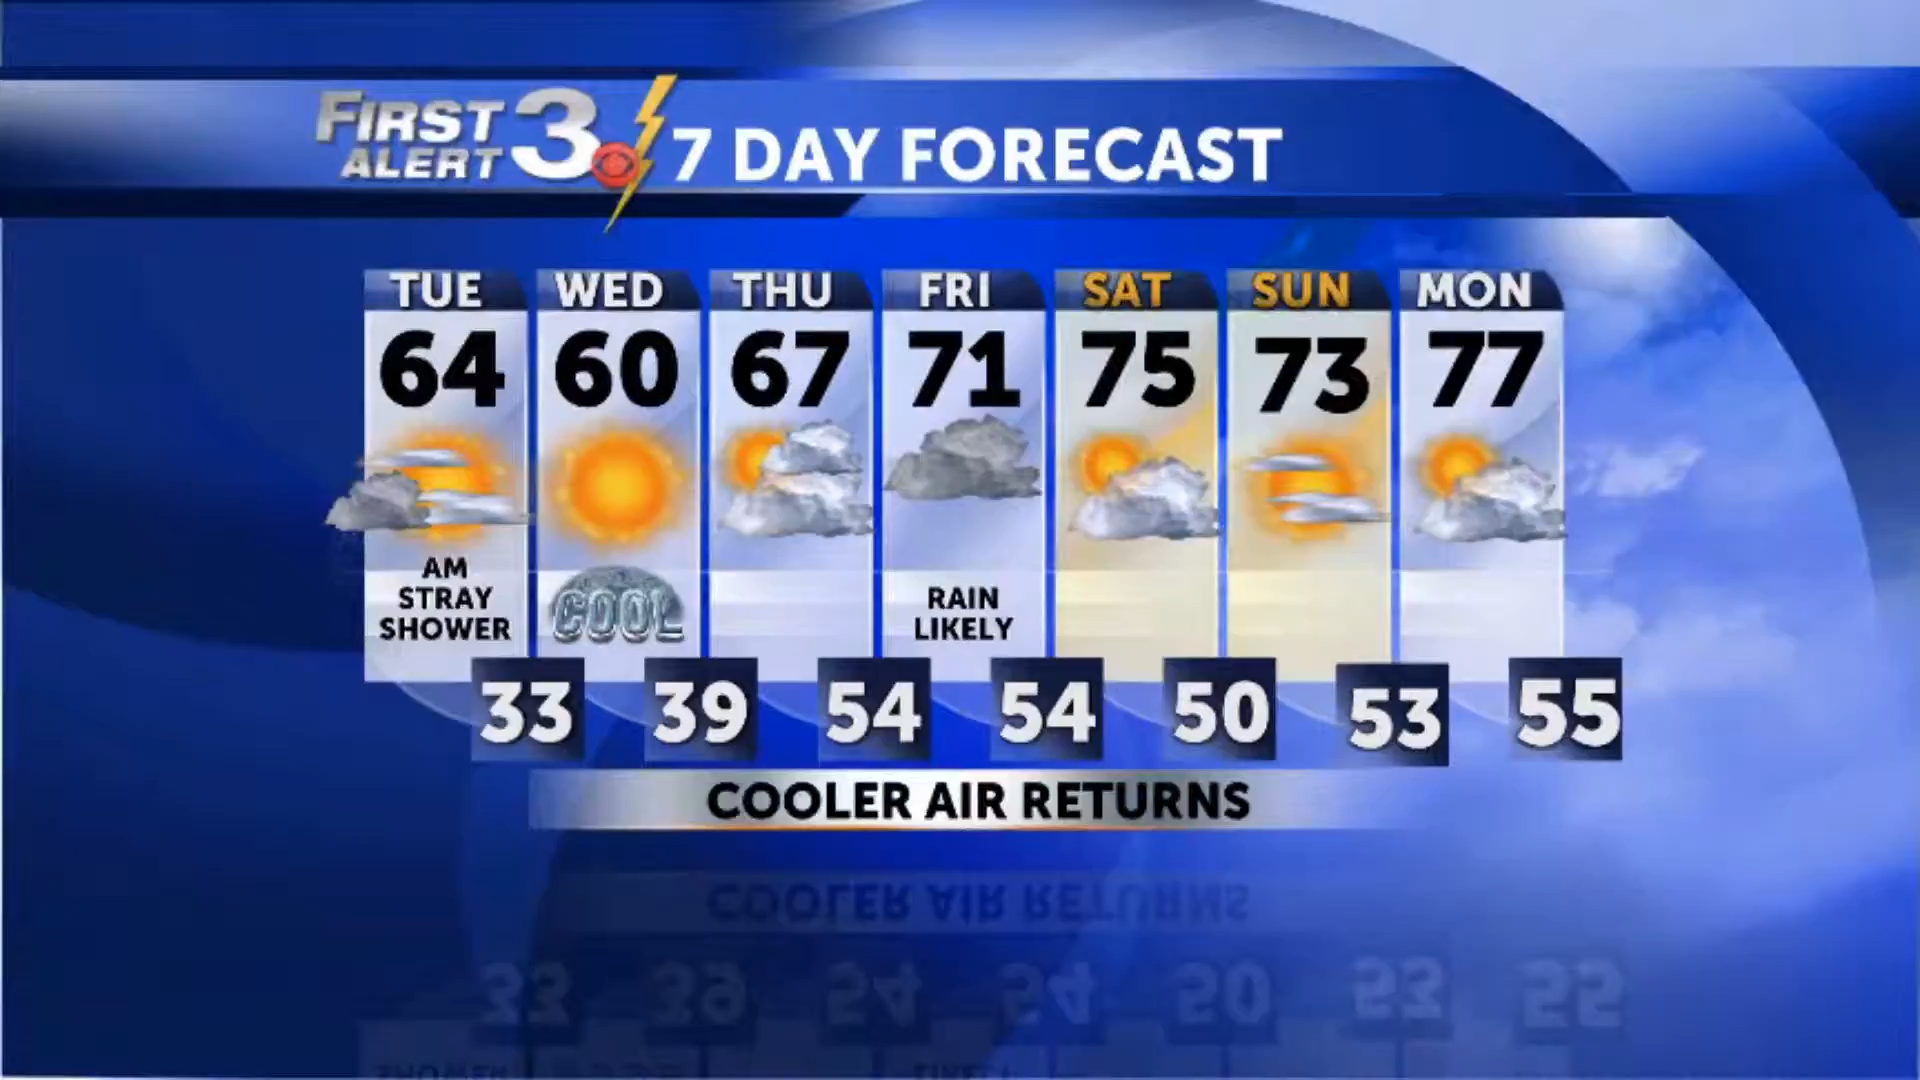 FIRST ALERT 3
7 DAY FORECAST
TUE WED THU FRI SAT SUN MON
64 60 67 71 75 73 77
AM
STRAY
SHOWER
COOL
RAIN
LIKELY
33 39 54 54 50 53 55
COOLER AIR RETURNS